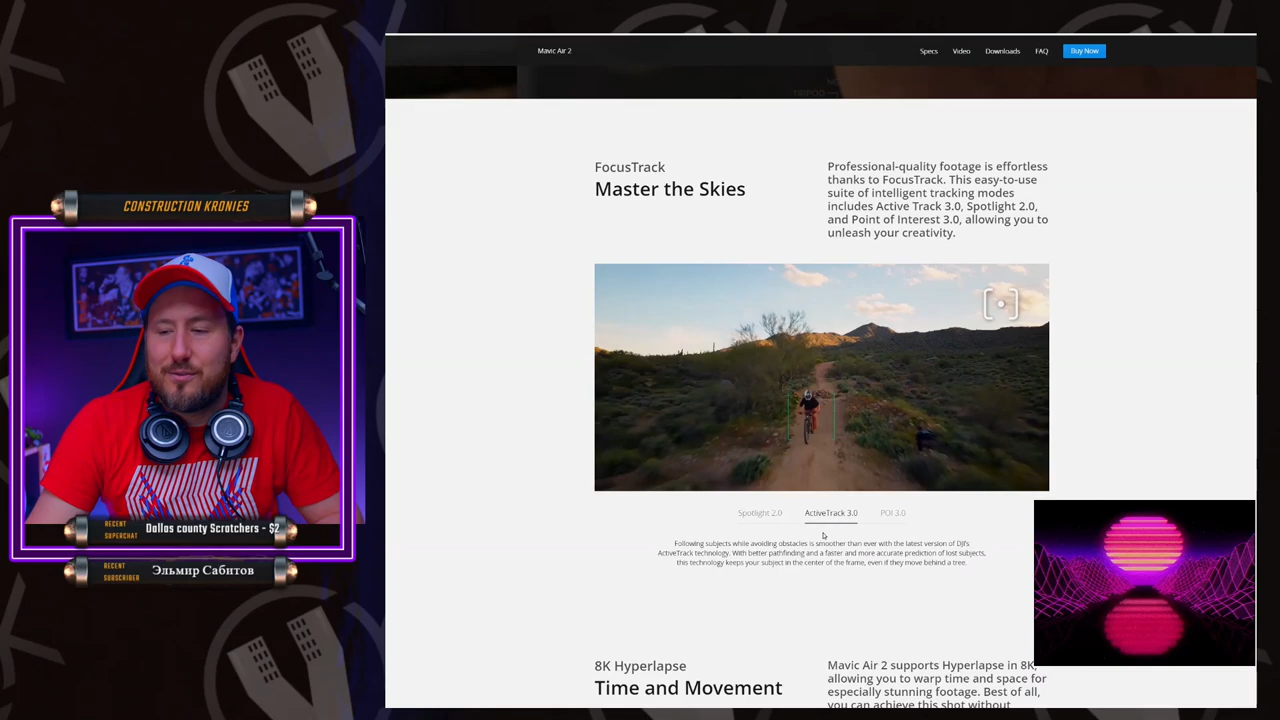 Mavic Air 2
Specs
Video
Downloads
FAQ
Buy Now
CONSTRUCTION KRONIES
RECENT
SUPERCHAT
Dallas county Scratchers - $2
RECENT
SUBSCRIBER
Эльмир Сабитов
FocusTrack
Master the Skies
Professional-quality footage is effortless
thanks to FocusTrack. This easy-to-use
suite of intelligent tracking modes
includes Active Track 3.0, Spotlight 2.0,
and Point of Interest 3.0, allowing you to
unleash your creativity.
Spotlight 2.0
ActiveTrack 3.0
POI 3.0
Following subjects while avoiding obstacles is smoother than ever with the latest version of DJI's
ActiveTrack technology. With better pathfinding and a faster and more accurate prediction of lost subjects,
this technology keeps your subject in the center of the frame, even if they move behind a tree.
8K Hyperlapse
Time and Movement
Mavic Air 2 supports Hyperlapse in 8K,
allowing you to warp time and space for
especially stunning footage. Best of all,
you can achieve this shot without